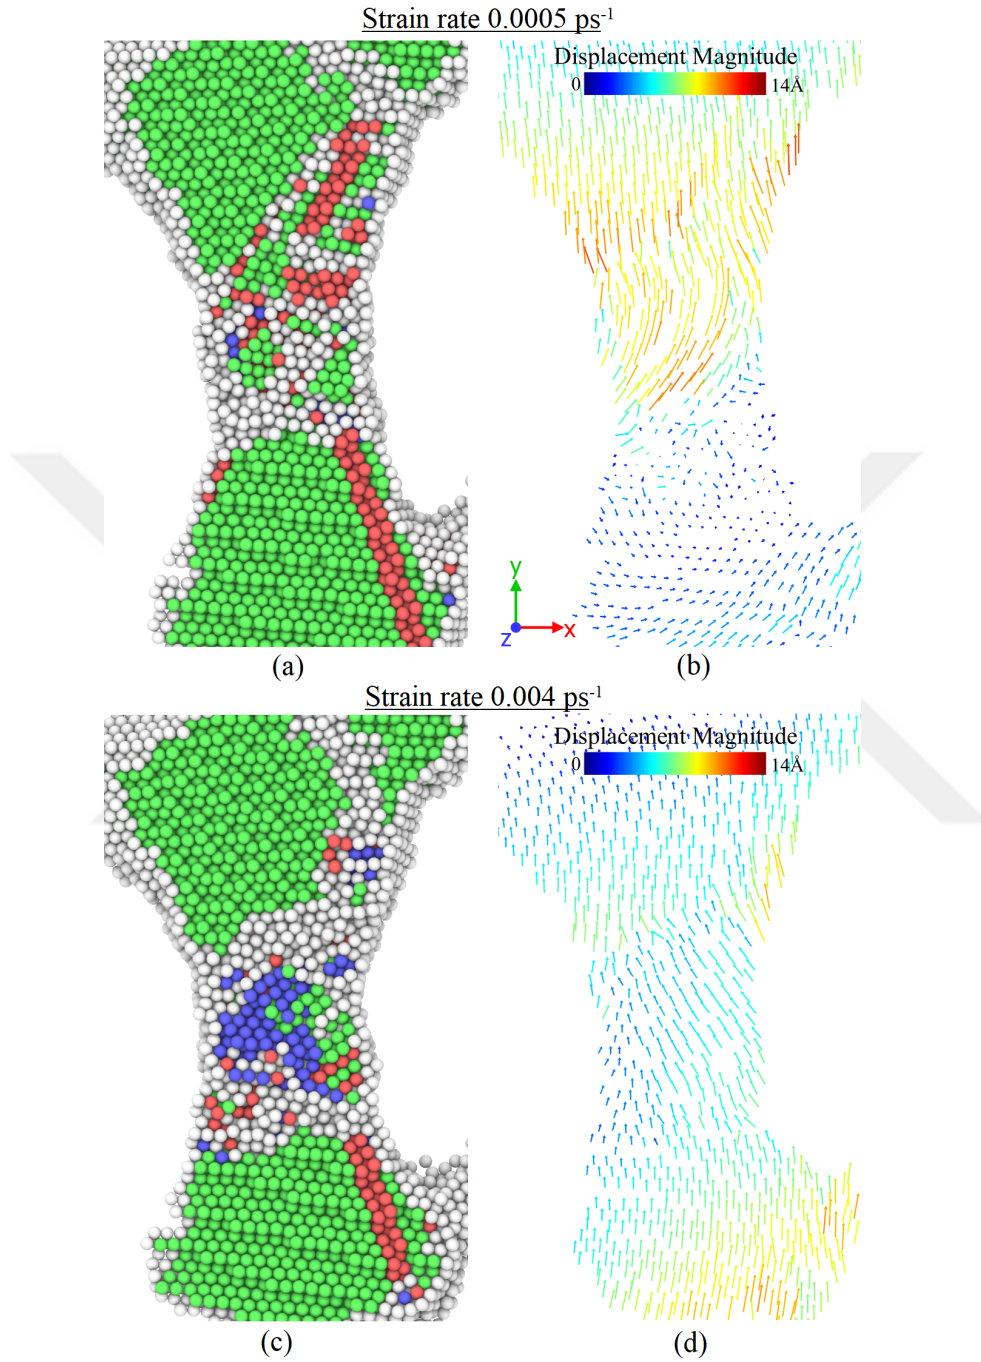 Strain rate 0.0005 ps⁻¹
Displacement Magnitude
0 14Å
y
z x
(a) (b)
Strain rate 0.004 ps⁻¹
Displacement Magnitude
0 14Å
(c) (d)